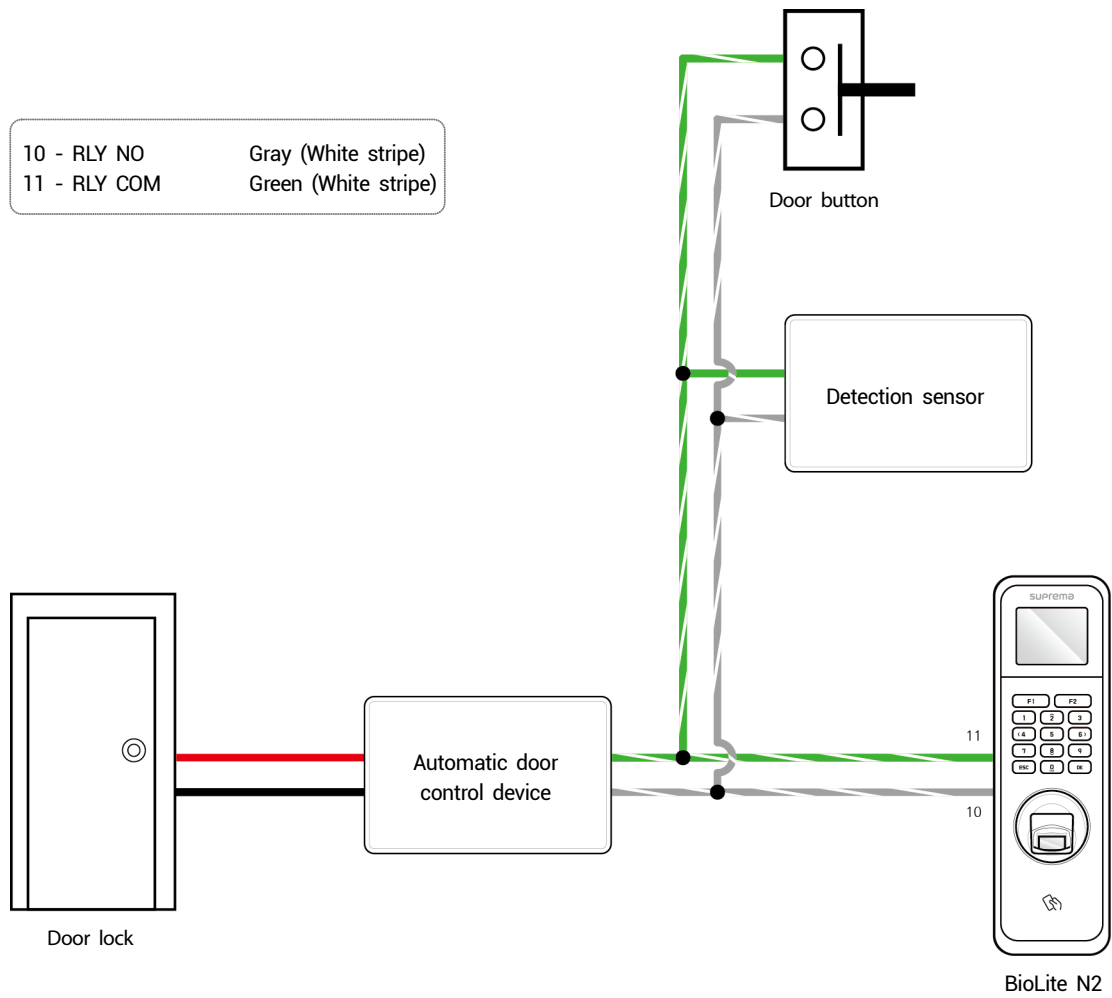 10 - RLY NO Gray (White stripe)
11 - RLY COM Green (White stripe)
Door button
Detection sensor
suprema
F1 F2
1 2 3
4 5 6
7 8 9
ESC 0 OK
11
10
Automatic door
control device
Door lock
BioLite N2